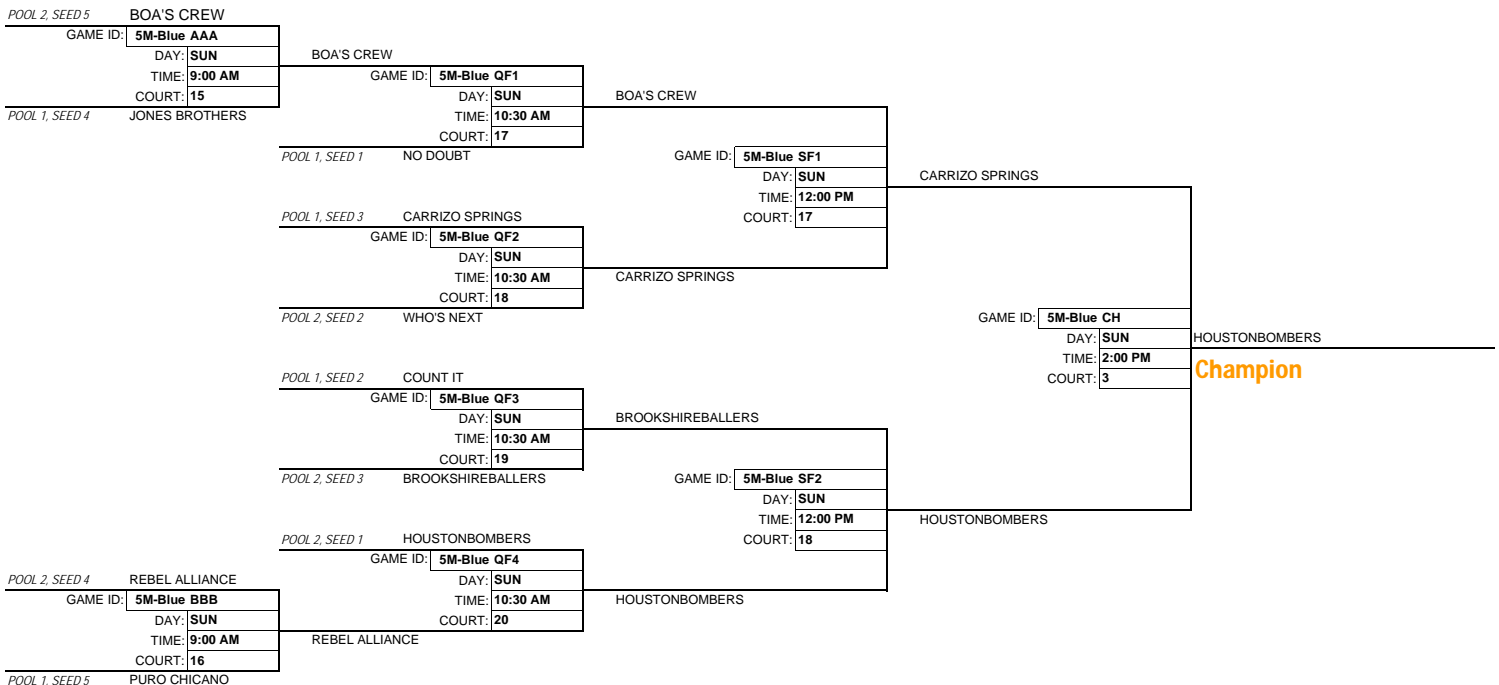 POOL 2, SEED 5 BOA'S CREW
GAME ID: 5M-Blue AAA
DAY: SUN
TIME: 9:00 AM
COURT: 15
POOL 1, SEED 4 JONES BROTHERS
BOA'S CREW
GAME ID: 5M-Blue QF1
DAY: SUN
TIME: 10:30 AM
COURT: 17
POOL 1, SEED 1 NO DOUBT
BOA'S CREW
GAME ID: 5M-Blue SF1
DAY: SUN
TIME: 12:00 PM
COURT: 17
POOL 1, SEED 3 CARRIZO SPRINGS
GAME ID: 5M-Blue QF2
DAY: SUN
TIME: 10:30 AM
COURT: 18
POOL 2, SEED 2 WHO'S NEXT
CARRIZO SPRINGS
CARRIZO SPRINGS
GAME ID: 5M-Blue CH
DAY: SUN
TIME: 2:00 PM
COURT: 3
HOUSTONBOMBERS
Champion
POOL 1, SEED 2 COUNT IT
GAME ID: 5M-Blue QF3
DAY: SUN
TIME: 10:30 AM
COURT: 19
POOL 2, SEED 3 BROOKSHIREBALLERS
BROOKSHIREBALLERS
GAME ID: 5M-Blue SF2
DAY: SUN
TIME: 12:00 PM
COURT: 18
HOUSTONBOMBERS
POOL 2, SEED 1 HOUSTONBOMBERS
GAME ID: 5M-Blue QF4
DAY: SUN
TIME: 10:30 AM
COURT: 20
HOUSTONBOMBERS
POOL 2, SEED 4 REBEL ALLIANCE
GAME ID: 5M-Blue BBB
DAY: SUN
TIME: 9:00 AM
COURT: 16
POOL 1, SEED 5 PURO CHICANO
REBEL ALLIANCE